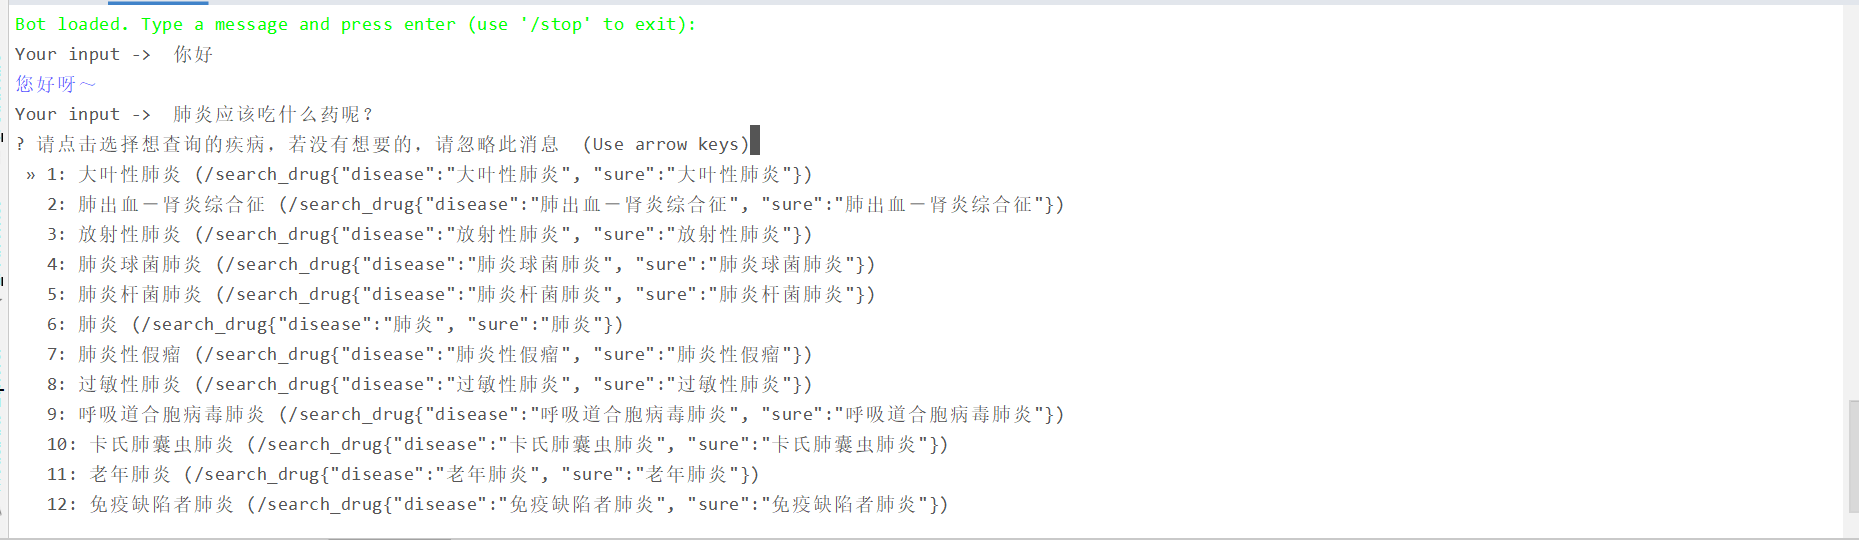 Bot loaded. Type a message and press enter (use '/stop' to exit):
Your input ->  你好
您好呀～
Your input ->  肺炎应该吃什么药呢？
? 请点击选择想查询的疾病，若没有想要的，请忽略此消息  (Use arrow keys)
» 1: 大叶性肺炎 (/search_drug{"disease":"大叶性肺炎", "sure":"大叶性肺炎"})
2: 肺出血－肾炎综合征 (/search_drug{"disease":"肺出血－肾炎综合征", "sure":"肺出血－肾炎综合征"})
3: 放射性肺炎 (/search_drug{"disease":"放射性肺炎", "sure":"放射性肺炎"})
4: 肺炎球菌肺炎 (/search_drug{"disease":"肺炎球菌肺炎", "sure":"肺炎球菌肺炎"})
5: 肺炎杆菌肺炎 (/search_drug{"disease":"肺炎杆菌肺炎", "sure":"肺炎杆菌肺炎"})
6: 肺炎 (/search_drug{"disease":"肺炎", "sure":"肺炎"})
7: 肺炎性假瘤 (/search_drug{"disease":"肺炎性假瘤", "sure":"肺炎性假瘤"})
8: 过敏性肺炎 (/search_drug{"disease":"过敏性肺炎", "sure":"过敏性肺炎"})
9: 呼吸道合胞病毒肺炎 (/search_drug{"disease":"呼吸道合胞病毒肺炎", "sure":"呼吸道合胞病毒肺炎"})
10: 卡氏肺囊虫肺炎 (/search_drug{"disease":"卡氏肺囊虫肺炎", "sure":"卡氏肺囊虫肺炎"})
11: 老年肺炎 (/search_drug{"disease":"老年肺炎", "sure":"老年肺炎"})
12: 免疫缺陷者肺炎 (/search_drug{"disease":"免疫缺陷者肺炎", "sure":"免疫缺陷者肺炎"})